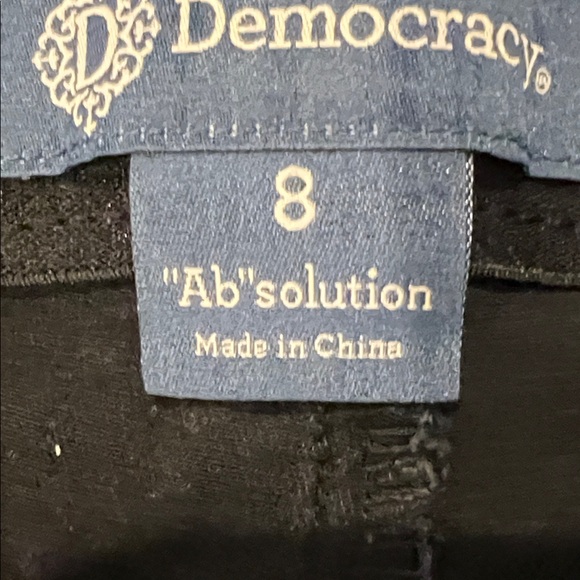 D Democracy®
8
"Ab"solution
Made in China